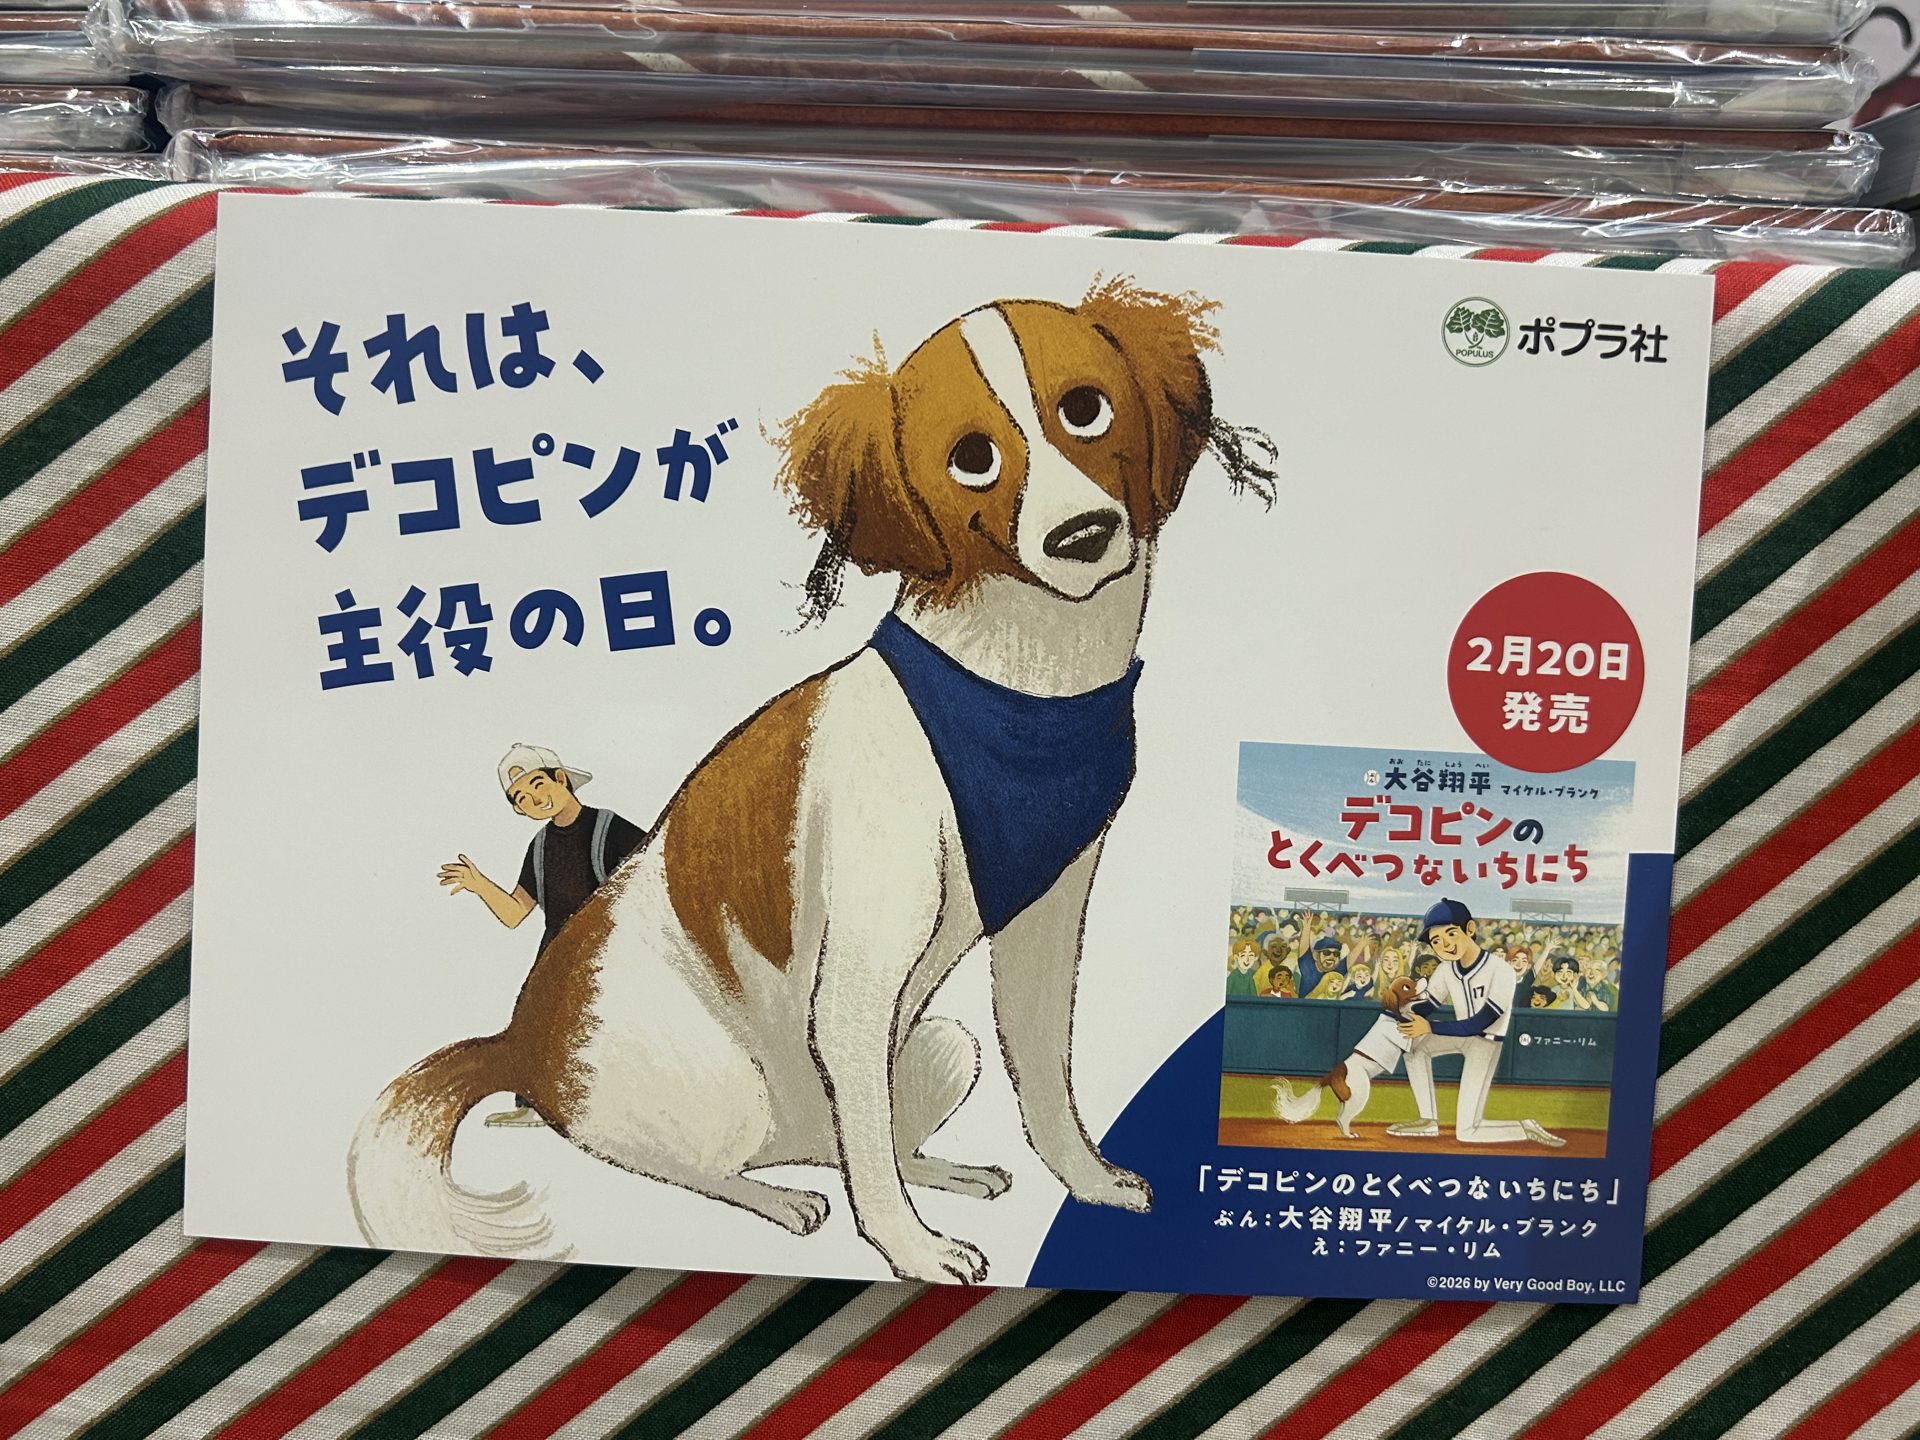 それは、
デコピンが
主役の日。
POPULUS
ポプラ社
2月20日
発売
おおたにしょうへい
大谷翔平 マイケル・ブランク
デコピンの
とくべつないちにち
17
ファニー・リム
「デコピンのとくべつないちにち」
ぶん:大谷翔平/マイケル・ブランク
え:ファニー・リム
©2026 by Very Good Boy, LLC